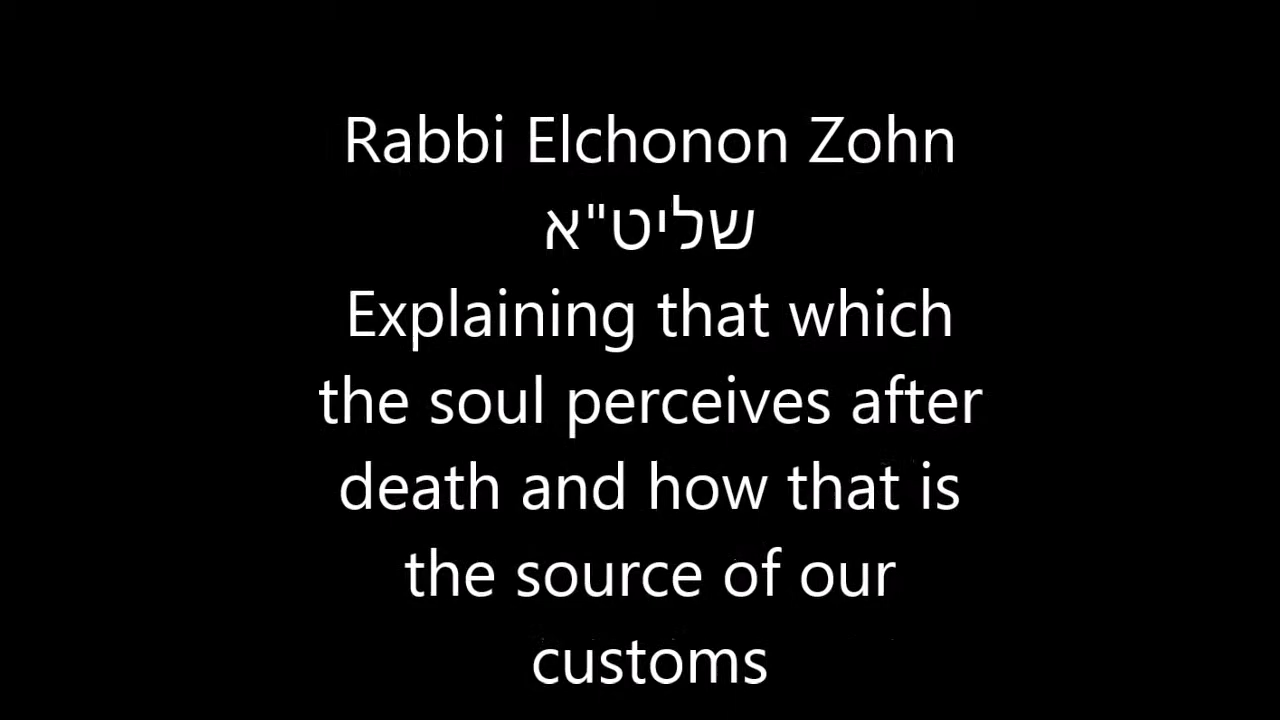 Rabbi Elchonon Zohn
שליט"א
Explaining that which
the soul perceives after
death and how that is
the source of our
customs